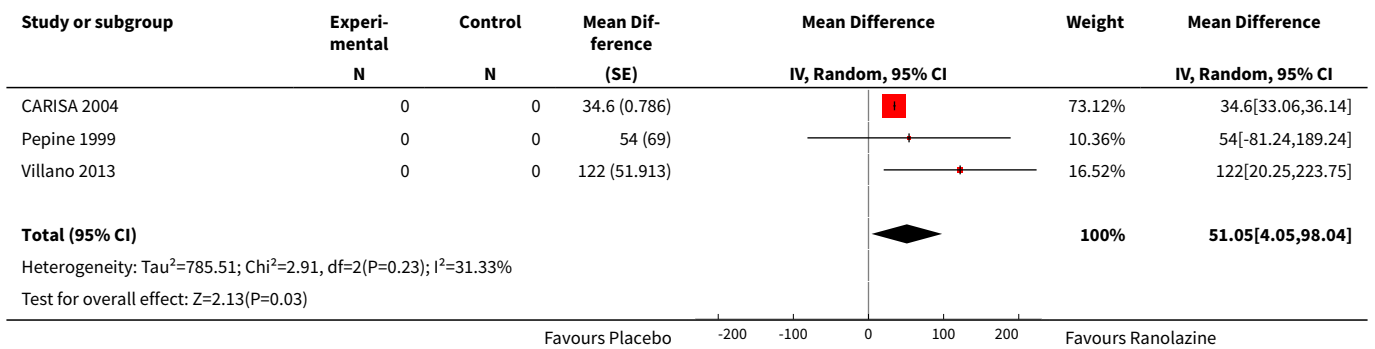 Study or subgroup Experi- Control Mean Dif- Mean Difference Weight Mean Difference
mental ference
N N (SE) IV, Random, 95% CI IV, Random, 95% CI
CARISA 2004 0 0 34.6 (0.786) 73.12% 34.6[33.06,36.14]
Pepine 1999 0 0 54 (69) 10.36% 54[-81.24,189.24]
Villano 2013 0 0 122 (51.913) 16.52% 122[20.25,223.75]
Total (95% CI) 100% 51.05[4.05,98.04]
Heterogeneity: Tau²=785.51; Chi²=2.91, df=2(P=0.23); I²=31.33%
Test for overall effect: Z=2.13(P=0.03)
Favours Placebo -200 -100 0 100 200 Favours Ranolazine